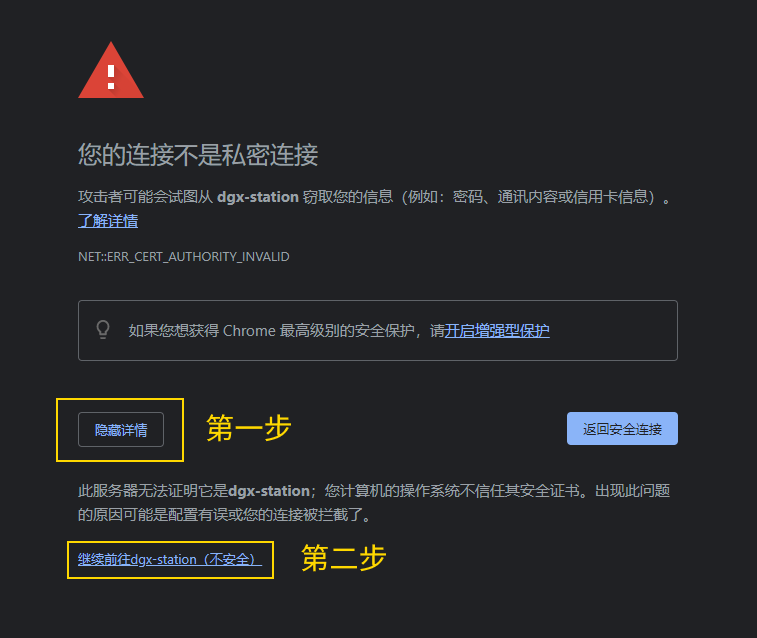 您的连接不是私密连接
攻击者可能会试图从 dgx-station 窃取您的信息（例如：密码、通讯内容或信用卡信息）。
了解详情
NET::ERR_CERT_AUTHORITY_INVALID
如果您想获得 Chrome 最高级别的安全保护，请开启增强型保护
隐藏详情
第一步
返回安全连接
此服务器无法证明它是dgx-station；您计算机的操作系统不信任其安全证书。出现此问题
的原因可能是配置有误或您的连接被拦截了。
继续前往dgx-station（不安全）
第二步